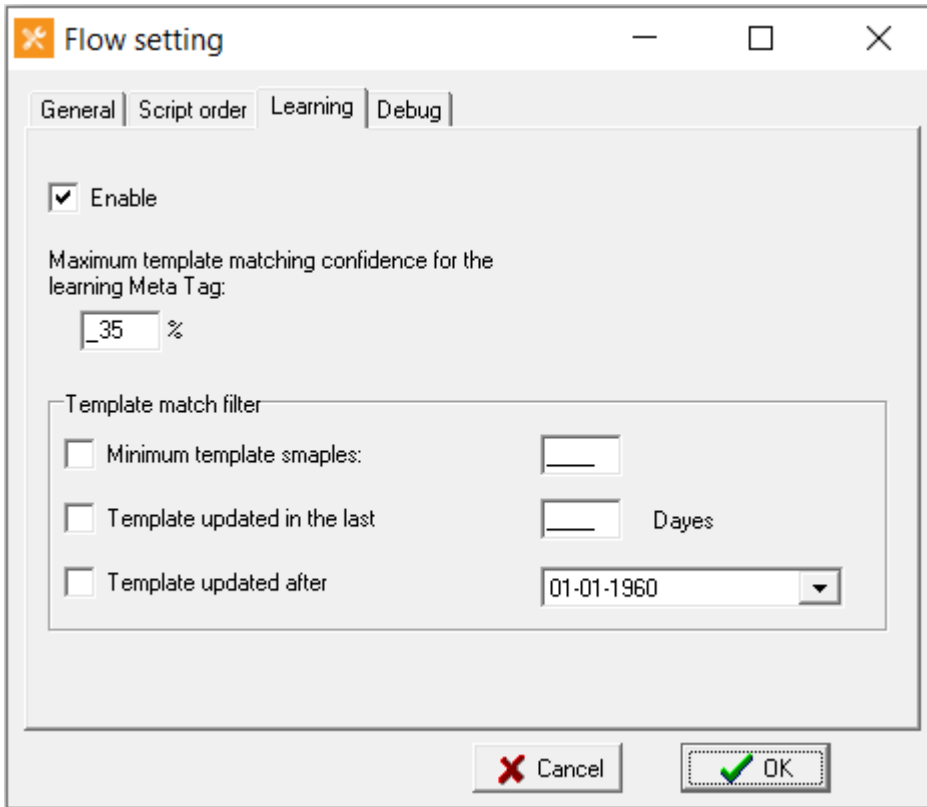 Flow setting
General Script order Learning Debug
Enable
Maximum template matching confidence for the
learning Meta Tag:
_35 %
Template match filter
Minimum template smaples: ____
Template updated in the last ____ Dayes
Template updated after 01-01-1960
Cancel OK